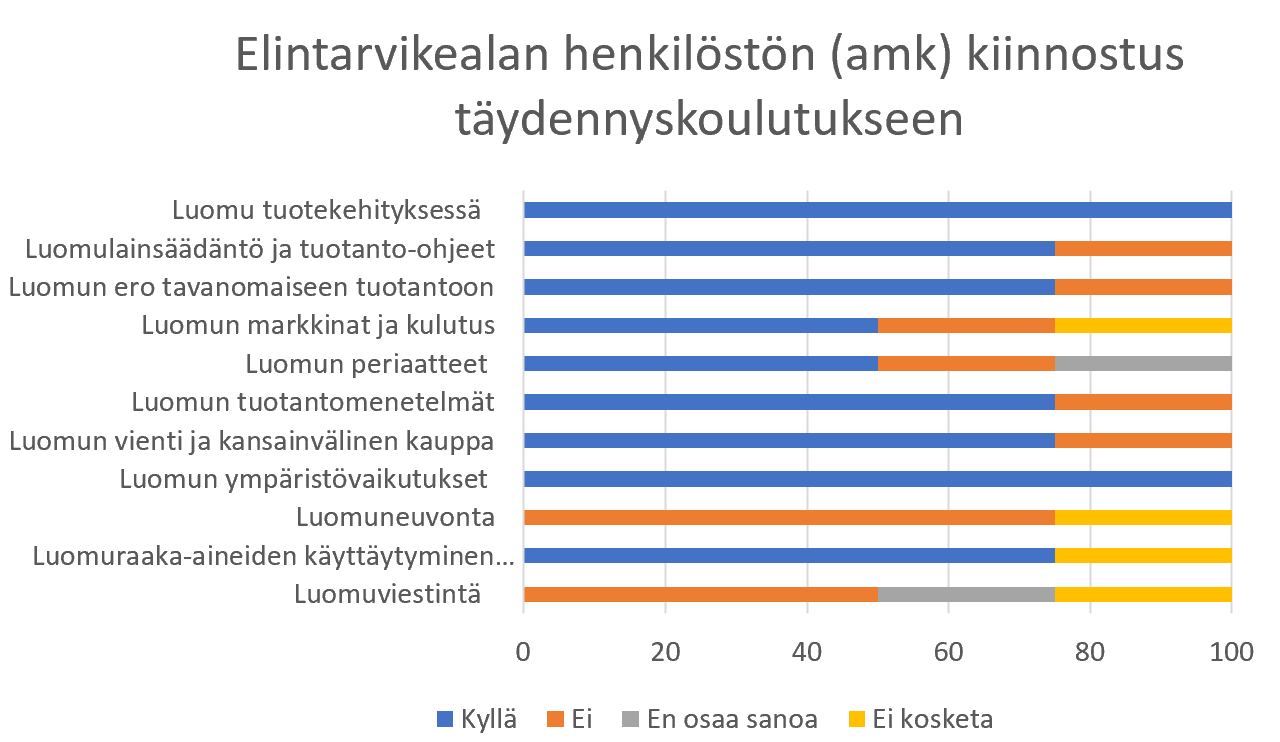 Elintarvikealan henkilöstön (amk) kiinnostus
täydennyskoulutukseen
Luomu tuotekehityksessä
Luomulainsäädäntö ja tuotanto-ohjeet
Luomun ero tavanomaiseen tuotantoon
Luomun markkinat ja kulutus
Luomun periaatteet
Luomun tuotantomenetelmät
Luomun vienti ja kansainvälinen kauppa
Luomun ympäristövaikutukset
Luomuneuvonta
Luomuraaka-aineiden käyttäytyminen...
Luomuviestintä
0 20 40 60 80 100
Kyllä Ei En osaa sanoa Ei kosketa